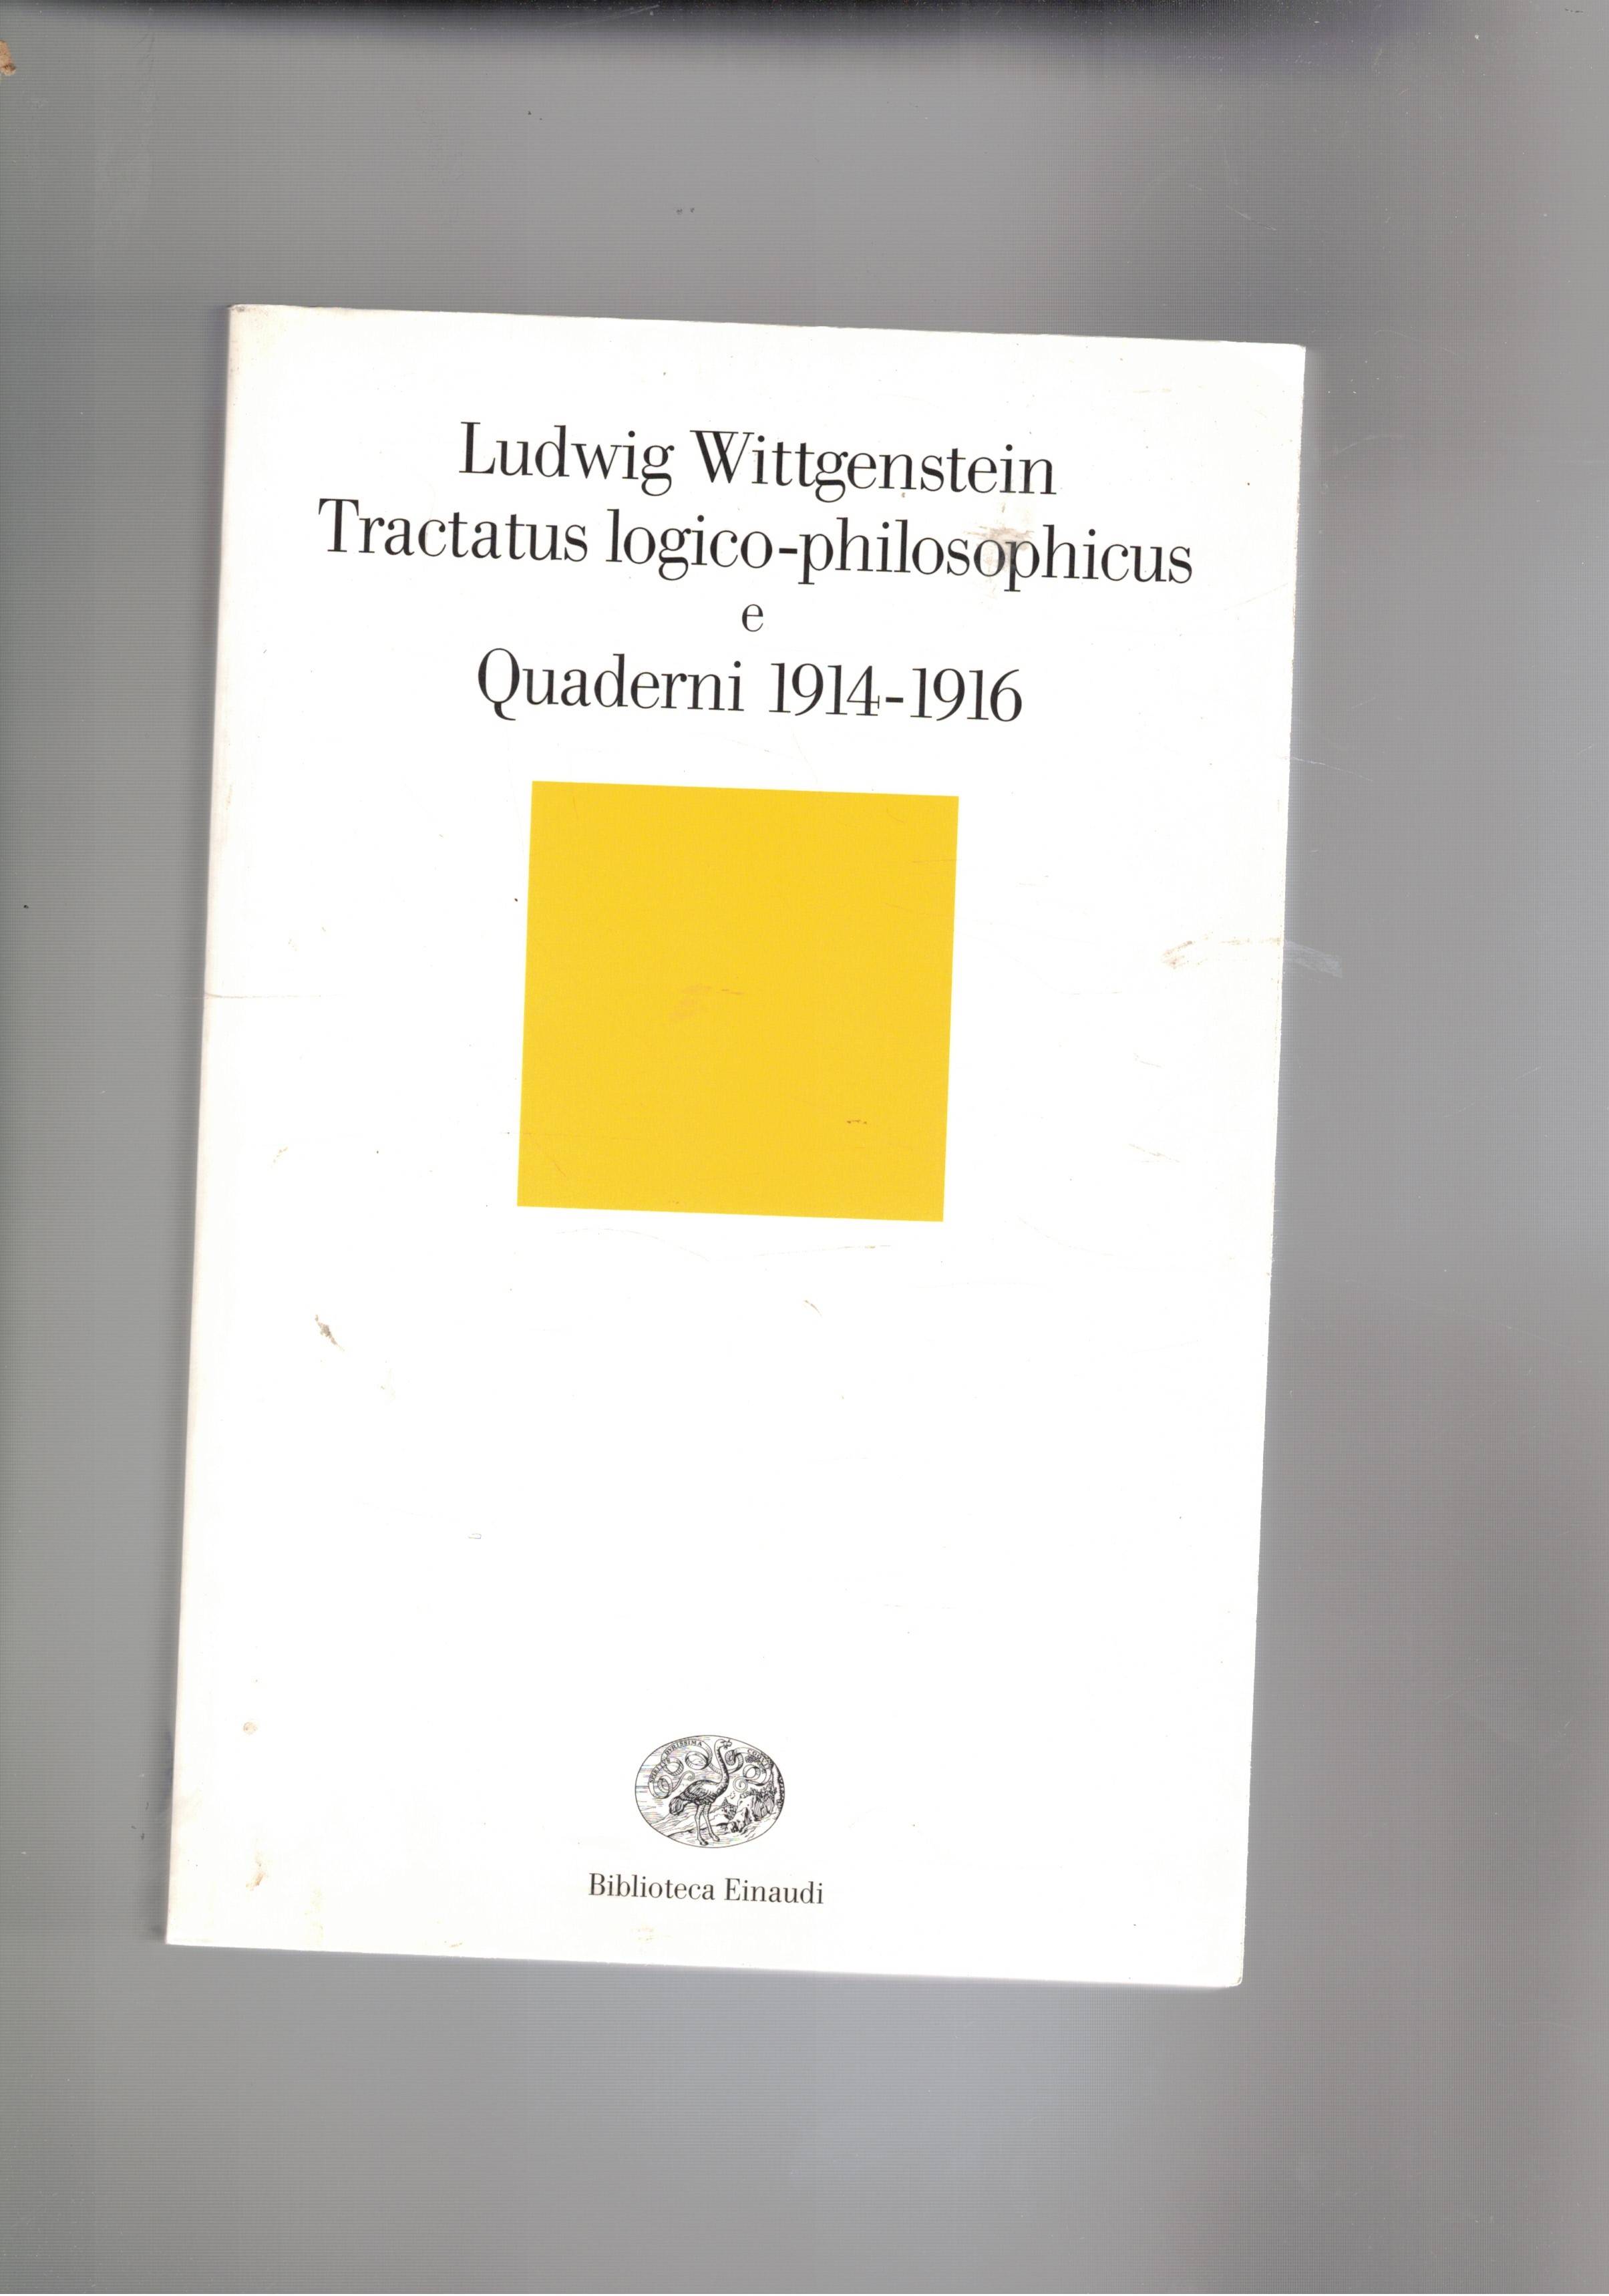 Ludwig Wittgenstein
Tractatus logico-philosophicus
e
Quaderni 1914-1916
Biblioteca Einaudi